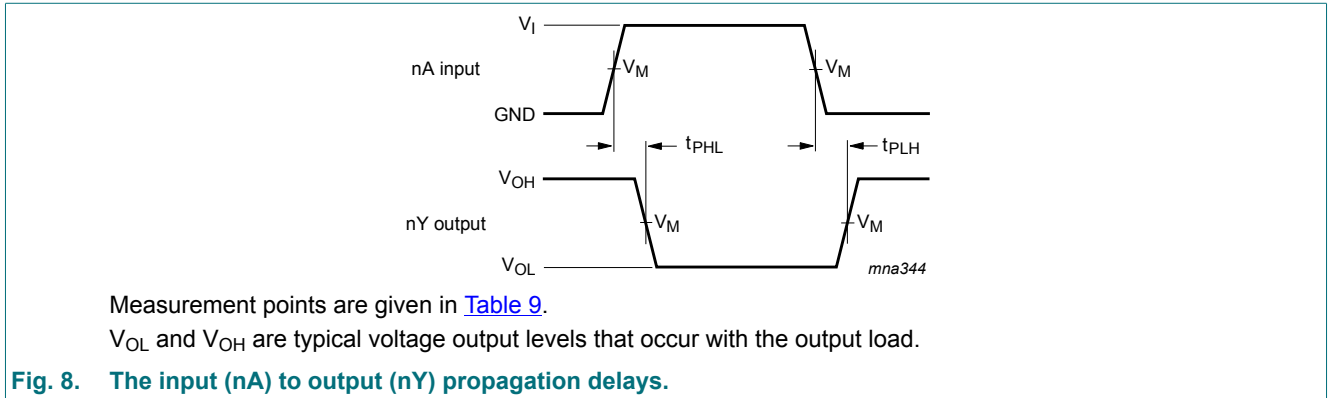 V_I
nA input
V_M
V_M
GND
t_PHL
t_PLH
V_OH
nY output
V_M
V_M
V_OL
mna344
Measurement points are given in Table 9.
V_OL and V_OH are typical voltage output levels that occur with the output load.
Fig. 8. The input (nA) to output (nY) propagation delays.